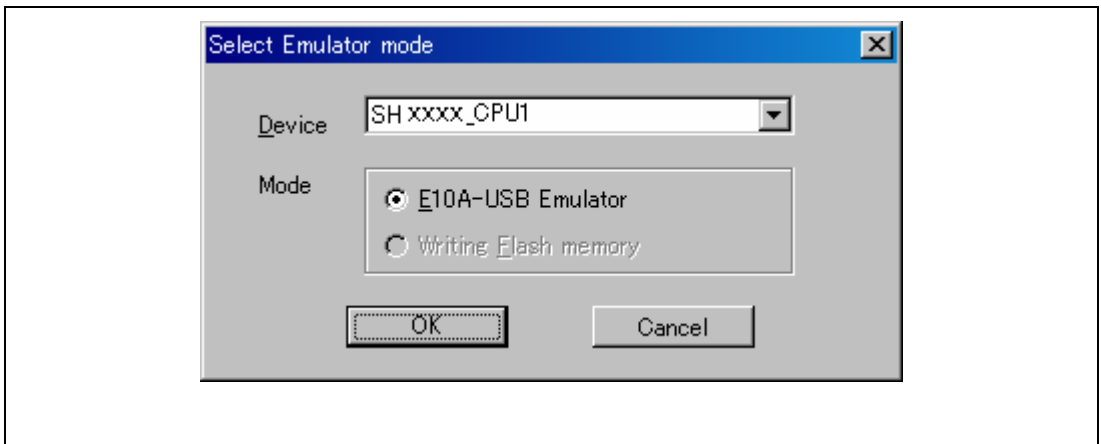 Select Emulator mode
Device
SH xxxx_CPU1
Mode
E10A-USB Emulator
Writing Flash memory
OK
Cancel